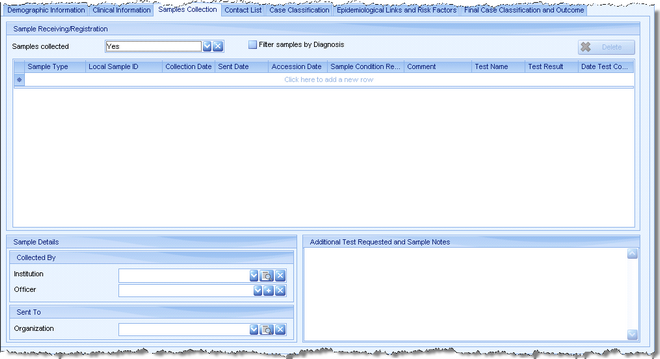 Demographic Information Clinical Information Samples Collection Contact List Case Classification Epidemiological Links and Risk Factors Final Case Classification and Outcome
Sample Receiving/Registration
Samples collected Yes Filter samples by Diagnosis Delete
Sample Type Local Sample ID Collection Date Sent Date Accession Date Sample Condition Re... Comment Test Name Test Result Date Test Co...
Click here to add a new row
Sample Details Additional Test Requested and Sample Notes
Collected By
Institution
Officer
Sent To
Organization